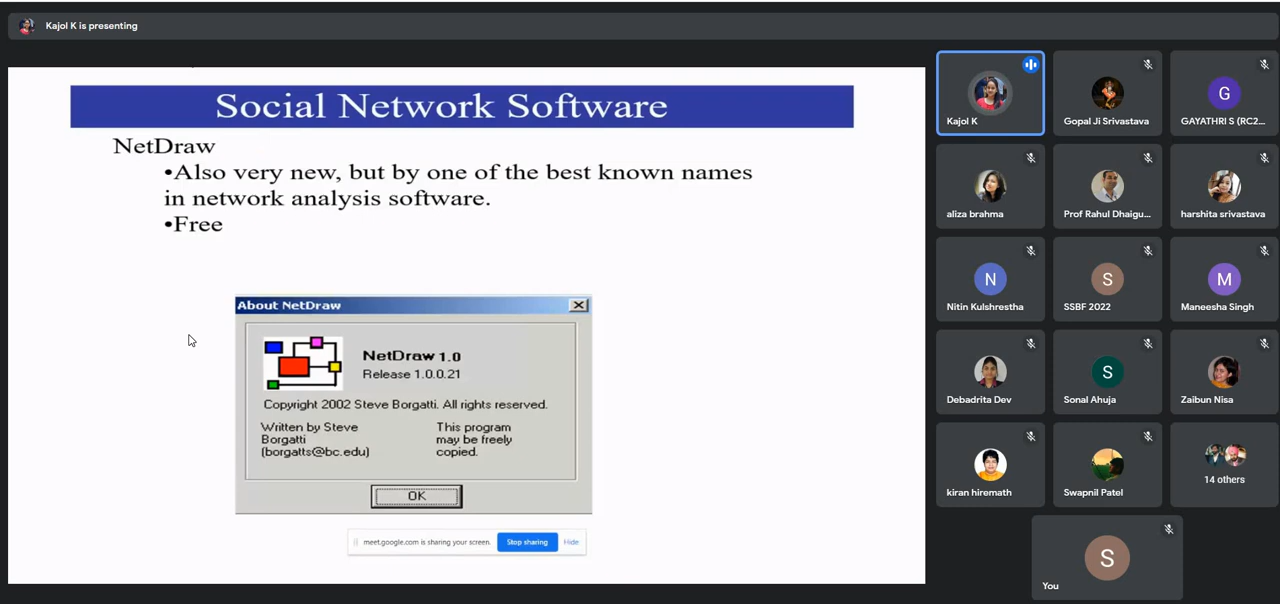 Kajol K is presenting
Social Network Software
NetDraw
•Also very new, but by one of the best known names
in network analysis software.
•Free
About NetDraw
NetDraw 1.0
Release 1.0.0.21
Copyright 2002 Steve Borgatti. All rights reserved.
Written by Steve
Borgatti
(borgatts@bc.edu)
This program
may be freely
copied.
OK
meet.google.com is sharing your screen.
Stop sharing
Hide
Kajol K
Gopal Ji Srivastava
G
GAYATHRI S (RC2...
aliza brahma
Prof Rahul Dhaigu...
harshita srivastava
N
Nitin Kulshrestha
S
SSBF 2022
M
Maneesha Singh
Debadrita Dev
S
Sonal Ahuja
Zaibun Nisa
kiran hiremath
Swapnil Patel
14 others
S
You